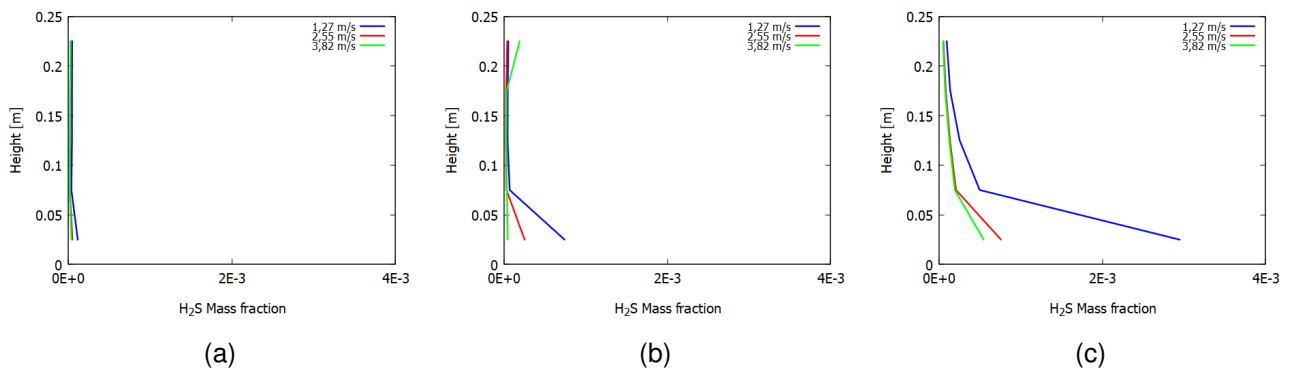 0.25
0.2
0.15
0.1
0.05
0
Height [m]
0E+0
2E-3
4E-3
H₂S Mass fraction
1,27 m/s
2,55 m/s
3,82 m/s
(a)
0.25
0.2
0.15
0.1
0.05
0
Height [m]
0E+0
2E-3
4E-3
H₂S Mass fraction
1,27 m/s
2,55 m/s
3,82 m/s
(b)
0.25
0.2
0.15
0.1
0.05
0
Height [m]
0E+0
2E-3
4E-3
H₂S Mass fraction
1,27 m/s
2,55 m/s
3,82 m/s
(c)